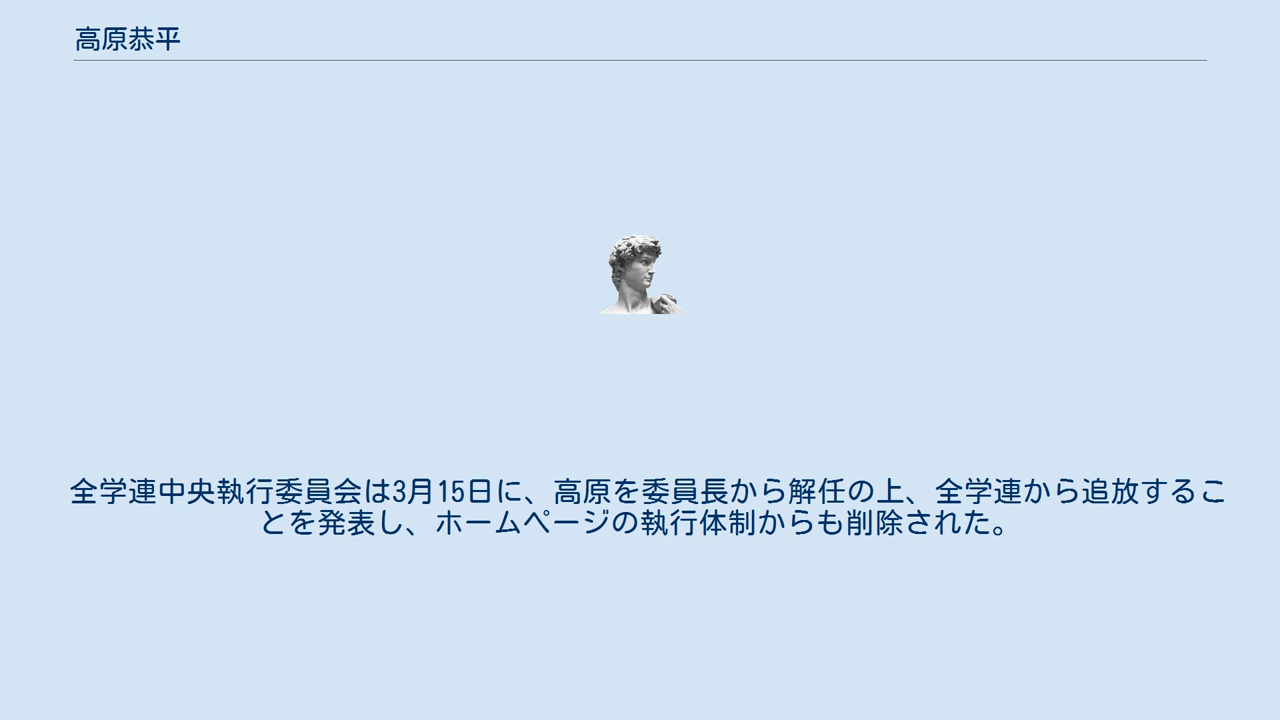 高原恭平
全学連中央執行委員会は3月15日に、高原を委員長から解任の上、全学連から追放するこ
とを発表し、ホームページの執行体制からも削除された。